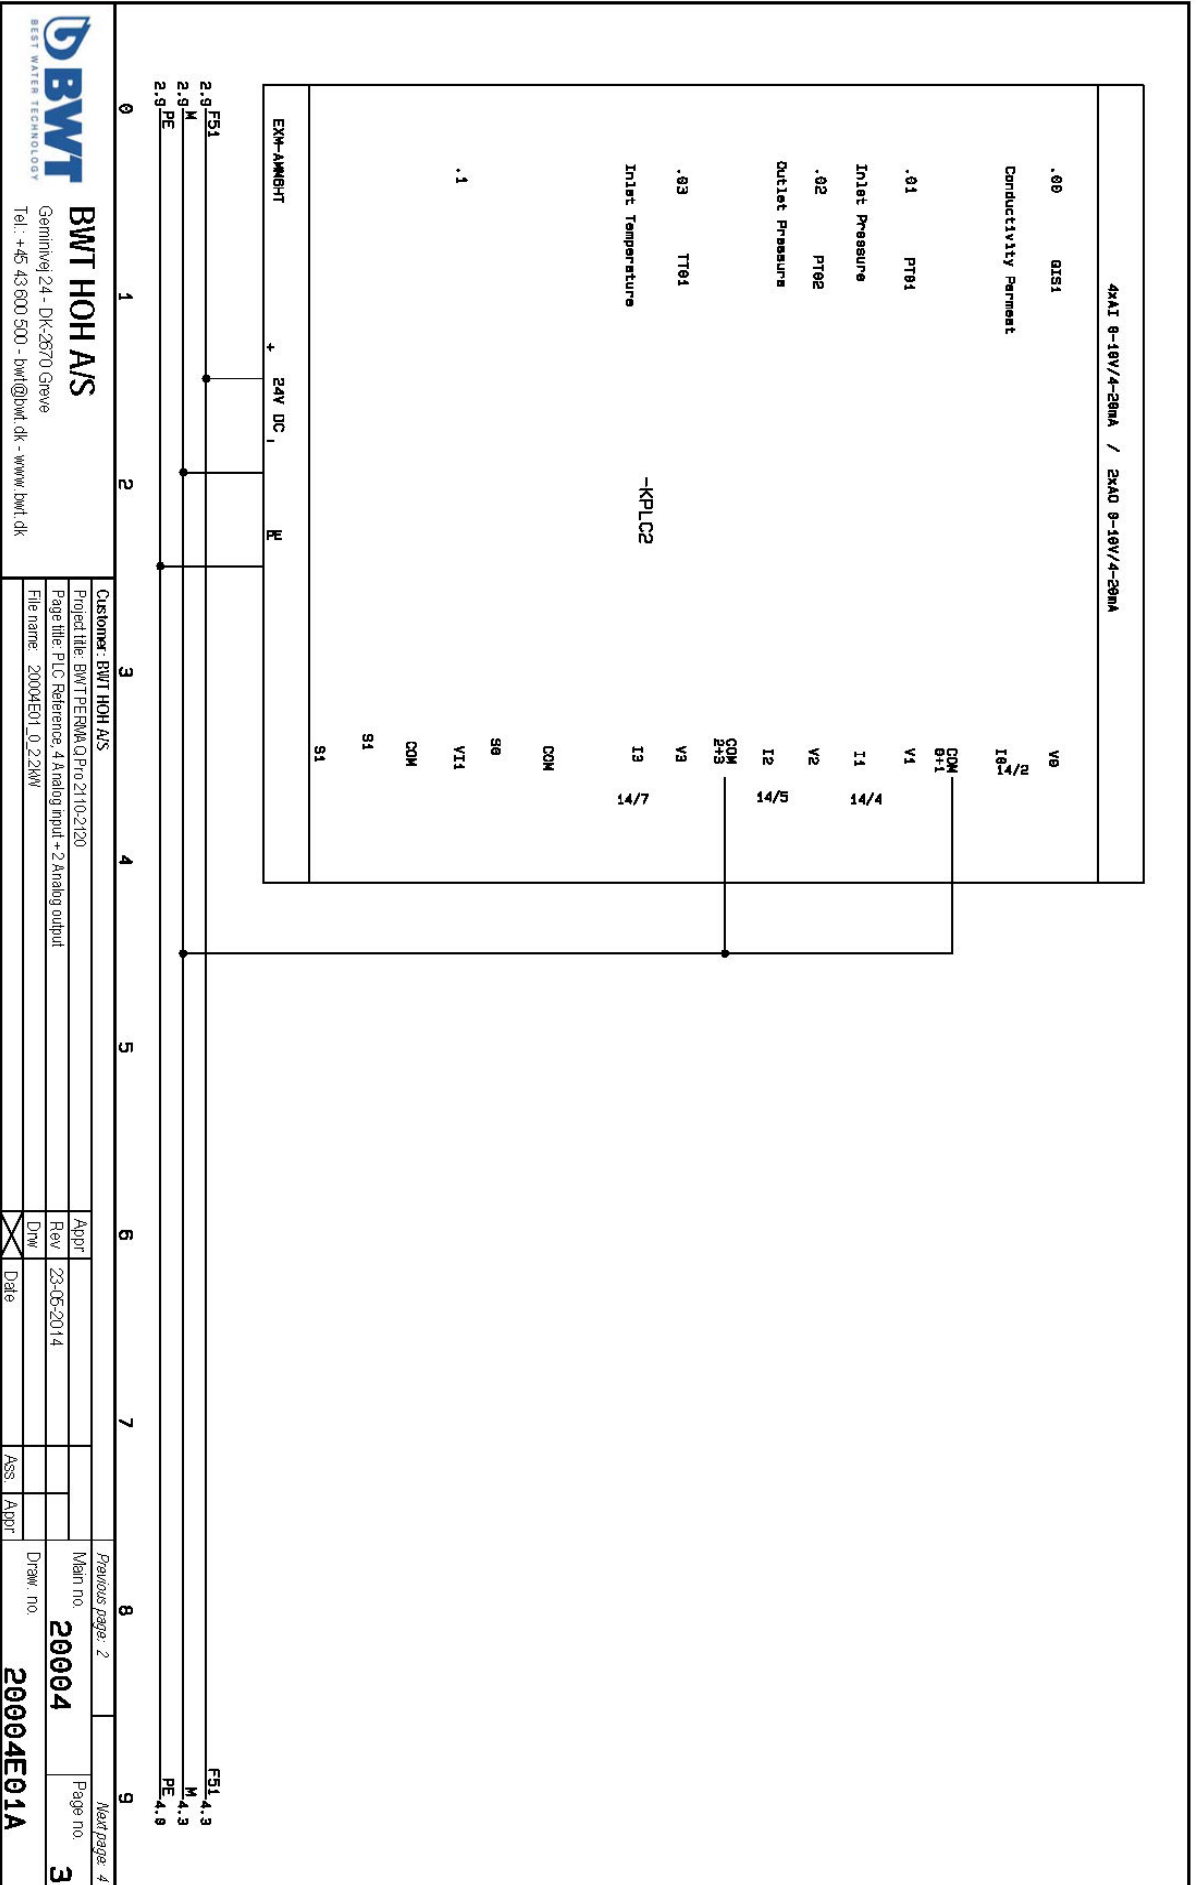 4xAI 0-10V/4-20mA / 2xAO 0-10V/4-20mA
.00 QIS1 V0
Conductivity Permeat I0 14/2
COM 0+1
.01 PT01 V1
Inlet Pressure I1 14/4
.02 PT02 V2
Outlet Pressure I2 14/5
COM 2+3
.03 TT01 V3
Inlet Temperature I3 14/7
-KPLC2
COM
S0
.1 VI1
COM
S1
S1
EXM-AMM6HT + 24V DC - PE
2.9 F51 F51 4.3
2.9 M M 4.3
2.9 PE PE 4.9
0 1 2 3 4 5 6 7 8 9
BWT
BEST WATER TECHNOLOGY
BWT HOH A/S
Geminivej 24 - DK-2670 Greve
Tel.: +45 43 600 500 - bwt@bwt.dk - www.bwt.dk
Customer: BWT HOH A/S
Project title: BWT PERMAQ Pro 2110-2120
Page title: PLC Reference, 4 Analog input + 2 Analog output
File name: 20004E01_0_2.2kW
Appr
Rev 23-05-2014
Drw
Date Ass. Appr
Previous page: 2 Next page: 4
Main no. 20004 Page no. 3
Draw. no. 20004E01A